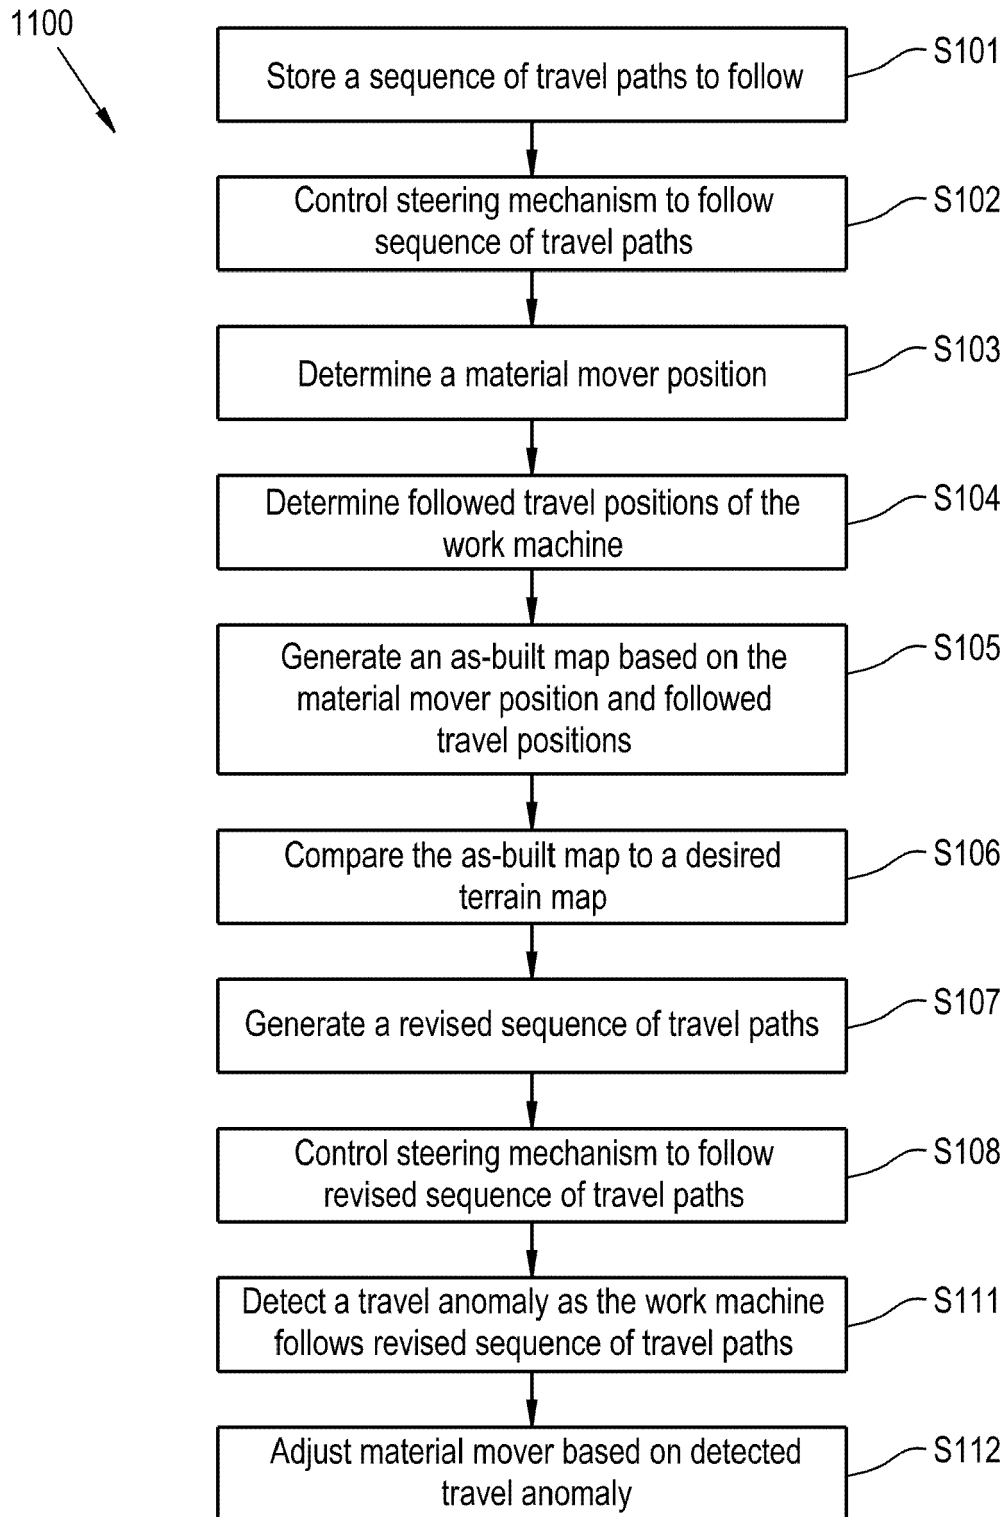 1100
Store a sequence of travel paths to follow
S101
Control steering mechanism to follow
sequence of travel paths
S102
Determine a material mover position
S103
Determine followed travel positions of the
work machine
S104
Generate an as-built map based on the
material mover position and followed
travel positions
S105
Compare the as-built map to a desired
terrain map
S106
Generate a revised sequence of travel paths
S107
Control steering mechanism to follow
revised sequence of travel paths
S108
Detect a travel anomaly as the work machine
follows revised sequence of travel paths
S111
Adjust material mover based on detected
travel anomaly
S112